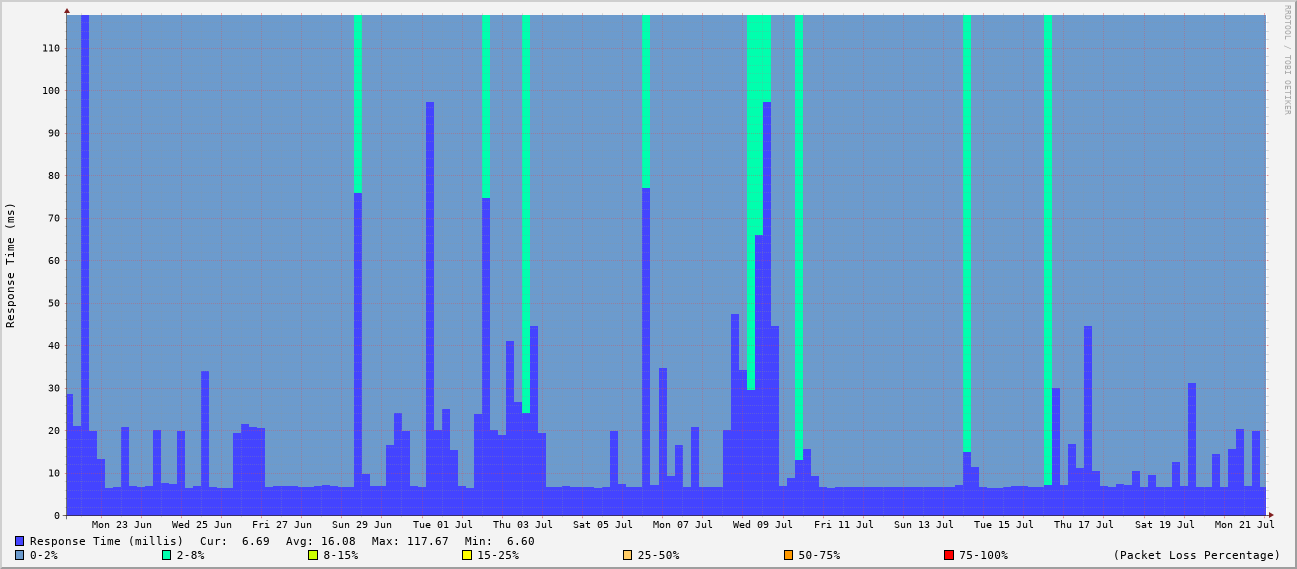 RRDTOOL / TOBI OETIKER
Response Time (ms)
110
100
90
80
70
60
50
40
30
20
10
0
Mon 23 Jun Wed 25 Jun Fri 27 Jun Sun 29 Jun Tue 01 Jul Thu 03 Jul Sat 05 Jul Mon 07 Jul Wed 09 Jul Fri 11 Jul Sun 13 Jul Tue 15 Jul Thu 17 Jul Sat 19 Jul Mon 21 Jul
Response Time (millis) Cur: 6.69 Avg: 16.08 Max: 117.67 Min: 6.60
0-2% 2-8% 8-15% 15-25% 25-50% 50-75% 75-100% (Packet Loss Percentage)